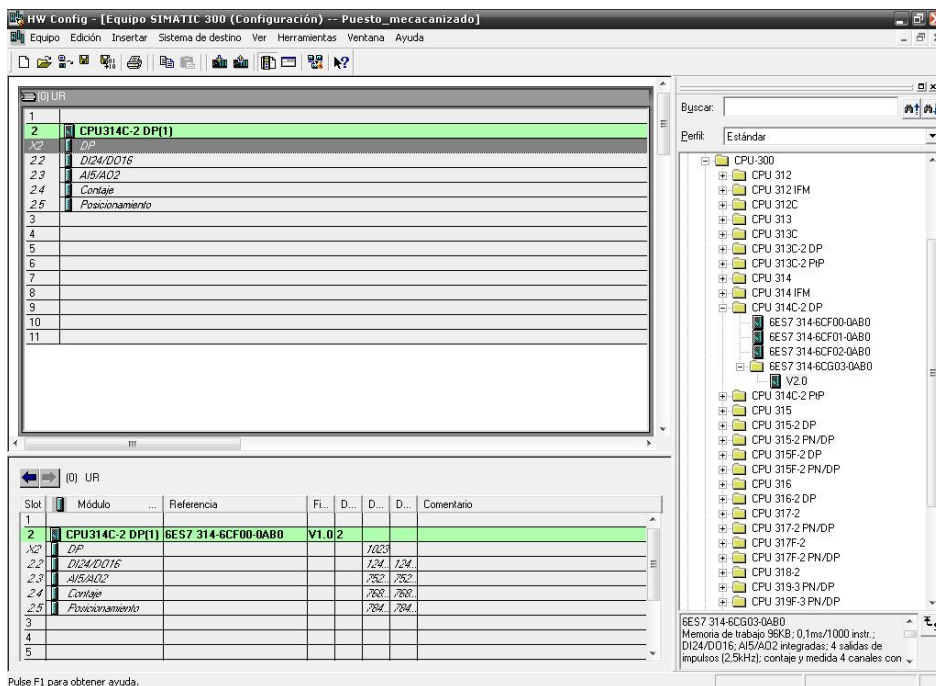 HW Config - [Equipo SIMATIC 300 (Configuración) -- Puesto_mecacanizado]
Equipo Edición Insertar Sistema de destino Ver Herramientas Ventana Ayuda
(0) UR
1
2 CPU314C-2 DP(1)
X2 DP
2.2 DI24/DO16
2.3 AI5/AO2
2.4 Contaje
2.5 Posicionamiento
3
4
5
6
7
8
9
10
11
(0) UR
Slot Módulo ... Referencia Fi... D... D... D... Comentario
1
2 CPU314C-2 DP(1) 6ES7 314-6CF00-0AB0 V1.0 2
X2 DP 1023
2.2 DI24/DO16 124... 124...
2.3 AI5/AO2 752... 752...
2.4 Contaje 768... 768...
2.5 Posicionamiento 784... 784...
3
4
5
Buscar:
Perfil: Estándar
CPU-300
CPU 312
CPU 312 IFM
CPU 312C
CPU 313
CPU 313C
CPU 313C-2 DP
CPU 313C-2 PtP
CPU 314
CPU 314 IFM
CPU 314C-2 DP
6ES7 314-6CF00-0AB0
6ES7 314-6CF01-0AB0
6ES7 314-6CF02-0AB0
6ES7 314-6CG03-0AB0
V2.0
CPU 314C-2 PtP
CPU 315
CPU 315-2 DP
CPU 315-2 PN/DP
CPU 315F-2 DP
CPU 315F-2 PN/DP
CPU 316
CPU 316-2 DP
CPU 317-2
CPU 317-2 PN/DP
CPU 317F-2
CPU 317F-2 PN/DP
CPU 318-2
CPU 319-3 PN/DP
CPU 319F-3 PN/DP
6ES7 314-6CG03-0AB0
Memoria de trabajo 96KB; 0,1ms/1000 instr.;
DI24/DO16; AI5/AO2 integradas; 4 salidas de
impulsos (2,5kHz); contaje y medida 4 canales con
Pulse F1 para obtener ayuda.